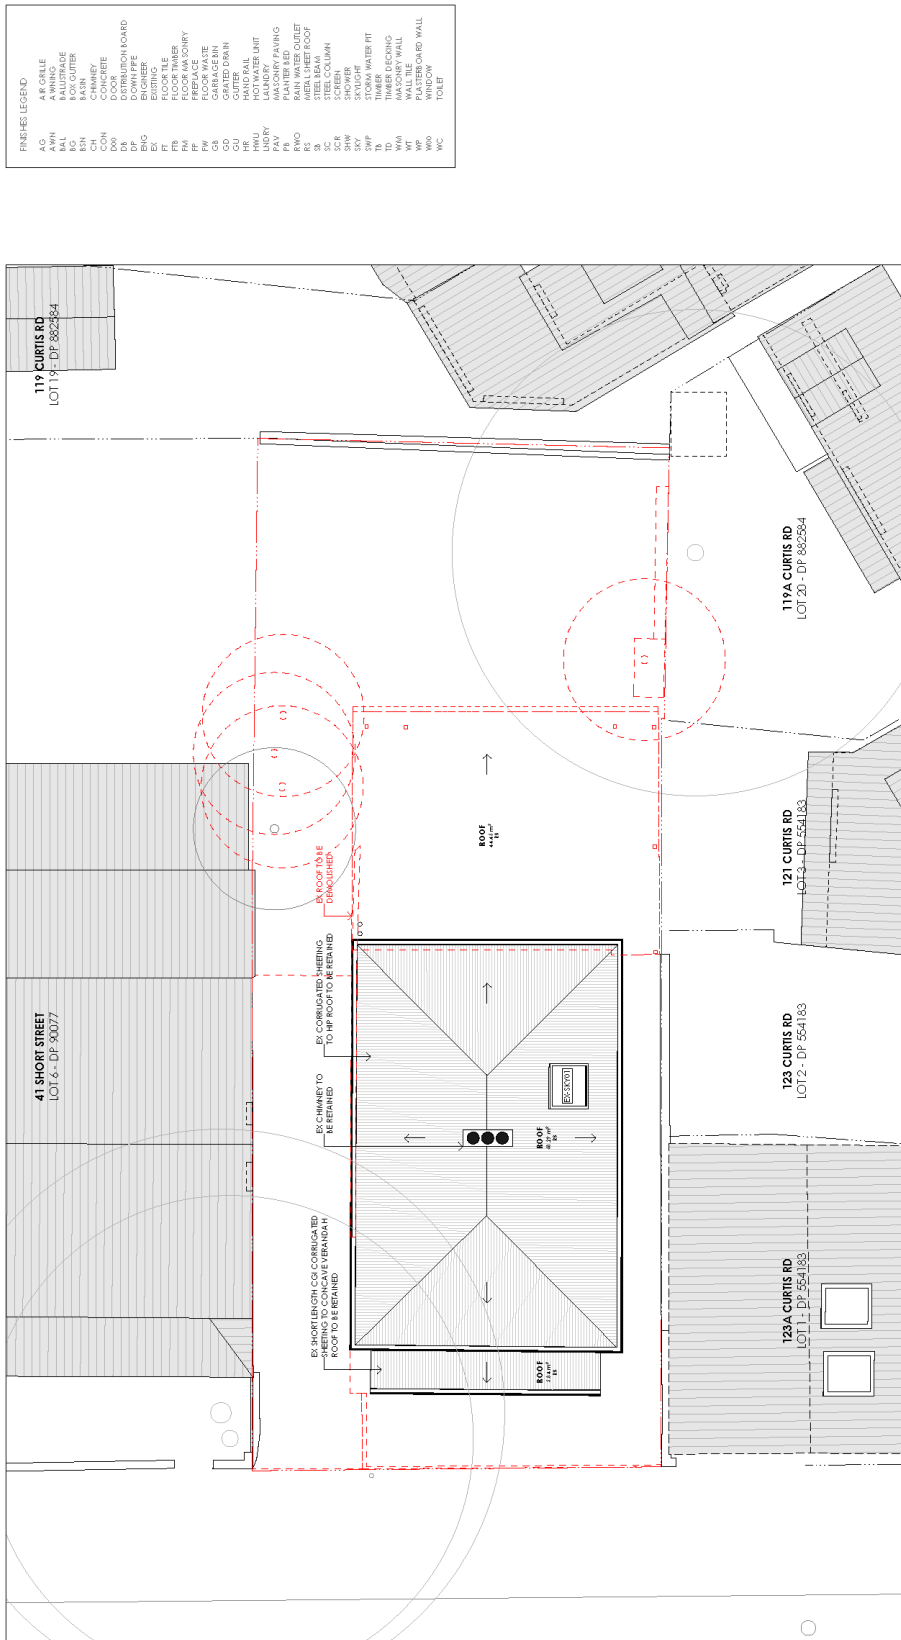 FINISHES LEGEND
AG AIR GRILLE
AWN AWNING
BAL BALUSTRADE
BG BOX GUTTER
BSN BASIN
CH CHIMNEY
CON CONCRETE
D00 DOOR
DB DISTRIBUTION BOARD
DP DOWN PIPE
ENG ENGINEER
EX EXISTING
FT FLOOR TILE
FTB FLOOR TIMBER
FM FLOOR MASONRY
FP FIREPLACE
FW FLOOR WASTE
GB GARBAGE BIN
GD GRATED DRAIN
GU GUTTER
HR HAND RAIL
HWU HOT WATER UNIT
LNDRY LAUNDRY
PAV MASONRY PAVING
PB PLANTER BED
RWO RAIN WATER OUTLET
RS METAL SHEET ROOF
SB STEEL BEAM
SC STEEL COLUMN
SCR SCREEN
SHW SHOWER
SKY SKYLIGHT
SWP STORM WATER PIT
TB TIMBER
TD TIMBER DECKING
WM MASONRY WALL
WT WALL TILE
WP PLASTERBOARD WALL
W00 WINDOW
WC TOILET
119 CURTIS RD
LOT 19 - DP 882584
41 SHORT STREET
LOT 6 - DP 90077
EX ROOF TO BE
DEMOLISHED
EX CORRUGATED SHEETING
TO HIP ROOF TO BE RETAINED
EX CHIMNEY TO
BE RETAINED
EX SHORT LENGTH CGI CORRUGATED
SHEETING TO CONCAVE VERANDAH
ROOF TO BE RETAINED
ROOF
RS
ROOF
RS
EX-SKY01
ROOF
RS
119A CURTIS RD
LOT 20 - DP 882584
121 CURTIS RD
LOT 3 - DP 554183
123 CURTIS RD
LOT 2 - DP 554183
123A CURTIS RD
LOT 1 - DP 554183